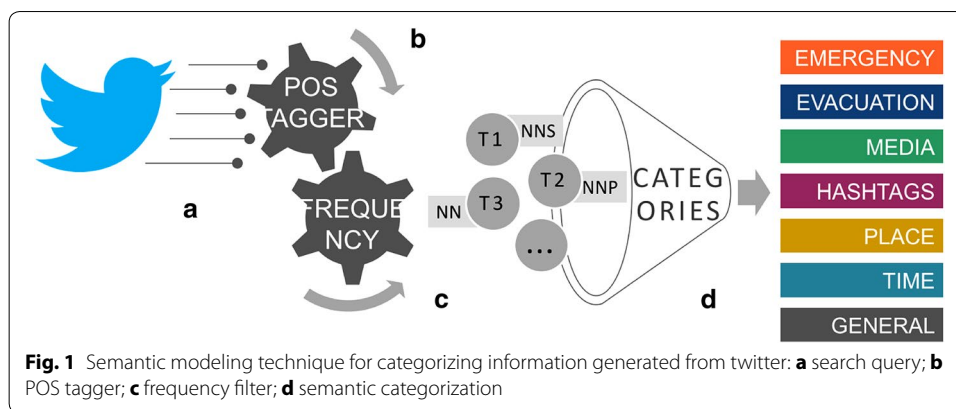 b
POS
TAGGER
a
FREQUE
NCY
c
T1
NNS
T2
NNP
NN
T3
...
CATEG
ORIES
d
EMERGENCY
EVACUATION
MEDIA
HASHTAGS
PLACE
TIME
GENERAL
Fig. 1 Semantic modeling technique for categorizing information generated from twitter: a search query; b
POS tagger; c frequency filter; d semantic categorization